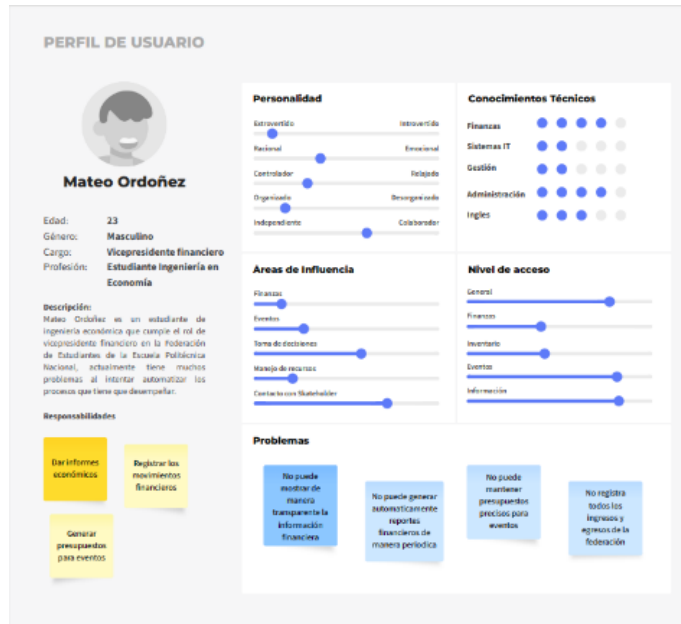 PERFIL DE USUARIO
Mateo Ordoñez
Edad: 23
Género: Masculino
Cargo: Vicepresidente financiero
Profesión: Estudiante Ingeniería en
Economía
Descripción:
Mateo Ordoñez es un estudiante de
ingeniería económica que cumple el rol de
vicepresidente financiero en la Federación
de Estudiantes de la Escuela Politécnica
Nacional, actualmente tiene muchos
problemas al intentar automatizar los
procesos que tiene que desempeñar.
Responsabilidades
Dar informes
económicos
Registrar los
movimientos
financieros
Generar
presupuestos
para eventos
Personalidad
Extrovertido Introvertido
Racional Emocional
Controlador Relajado
Organizado Desorganizado
Independiente Colaborador
Conocimientos Técnicos
Finanzas
Sistemas IT
Gestión
Administración
Ingles
Áreas de Influencia
Finanzas
Eventos
Toma de decisiones
Manejo de recursos
Contacto con Skateholder
Nivel de acceso
General
Finanzas
Inventario
Eventos
Información
Problemas
No puede
mostrar de
manera
transparente la
información
financiera
No puede generar
automaticamente
reportes
financieros de
manera periodica
No puede
mantener
presupuestos
precisos para
eventos
No registra
todos los
ingresos y
egresos de la
federación